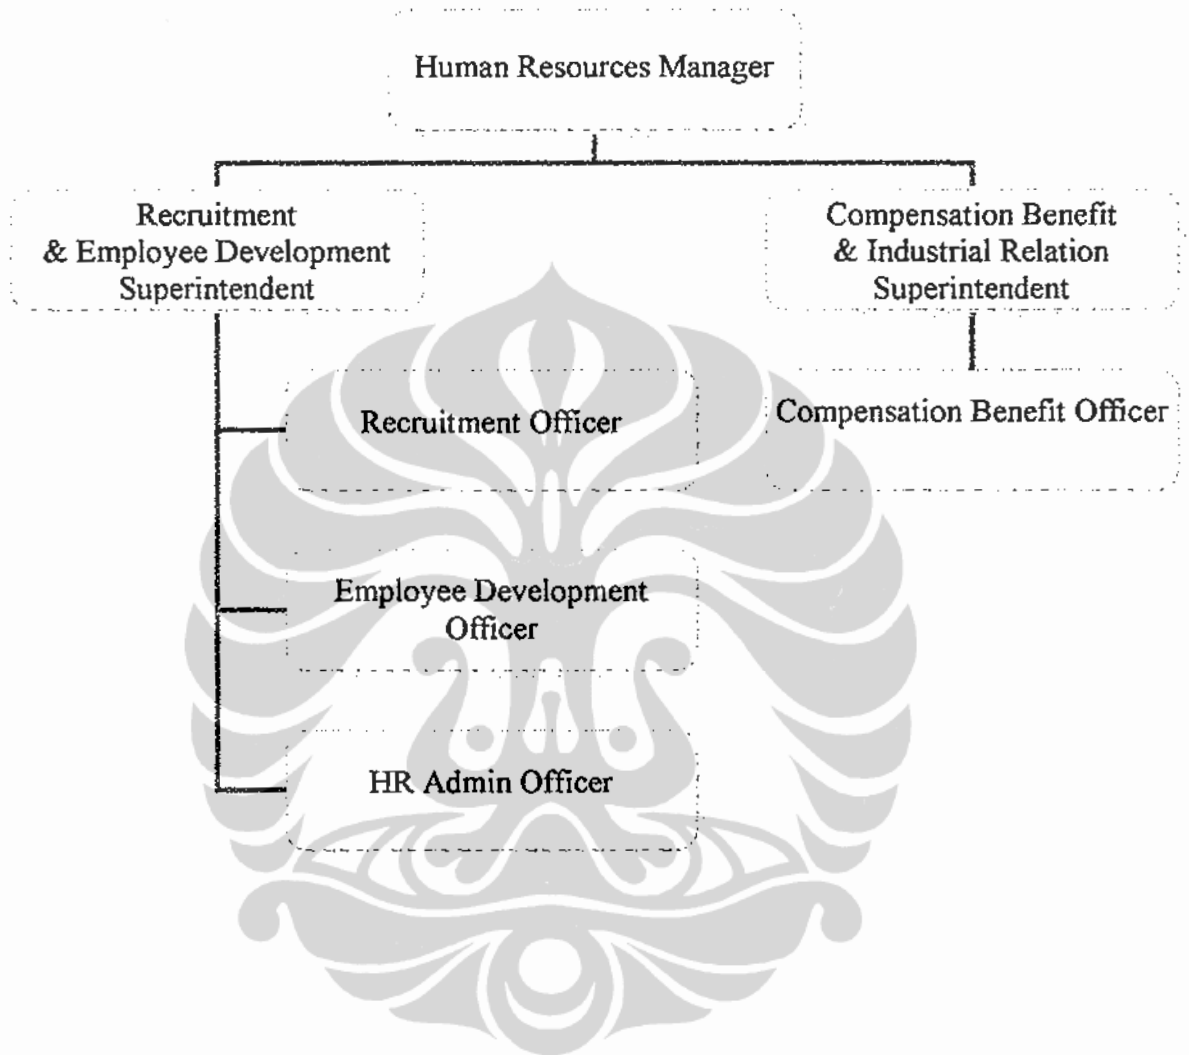 Human Resources Manager
Recruitment
& Employee Development
Superintendent
Compensation Benefit
& Industrial Relation
Superintendent
Recruitment Officer
Compensation Benefit Officer
Employee Development
Officer
HR Admin Officer